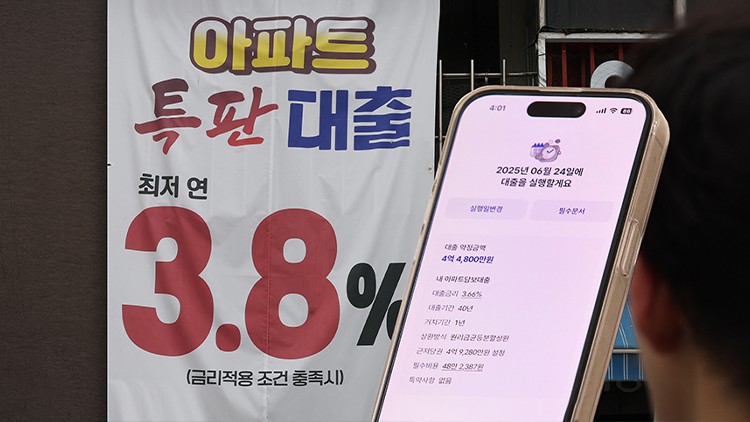 아파트
특판 대출
최저 연
3.8%
(금리적용 조건 충족시)
4:01
88
2025년 06월 24일에
대출을 실행할게요
실행일변경
필수문서
대출 약정금액
4억 4,800만원
내 아파트담보대출
대출금리 3.66%
대출기간 40년
거치기간 1년
상환방식 원리금균등분할상환
근저당권 4억 9,280만원 설정
필수비용 48만 2,387원
특약사항 없음